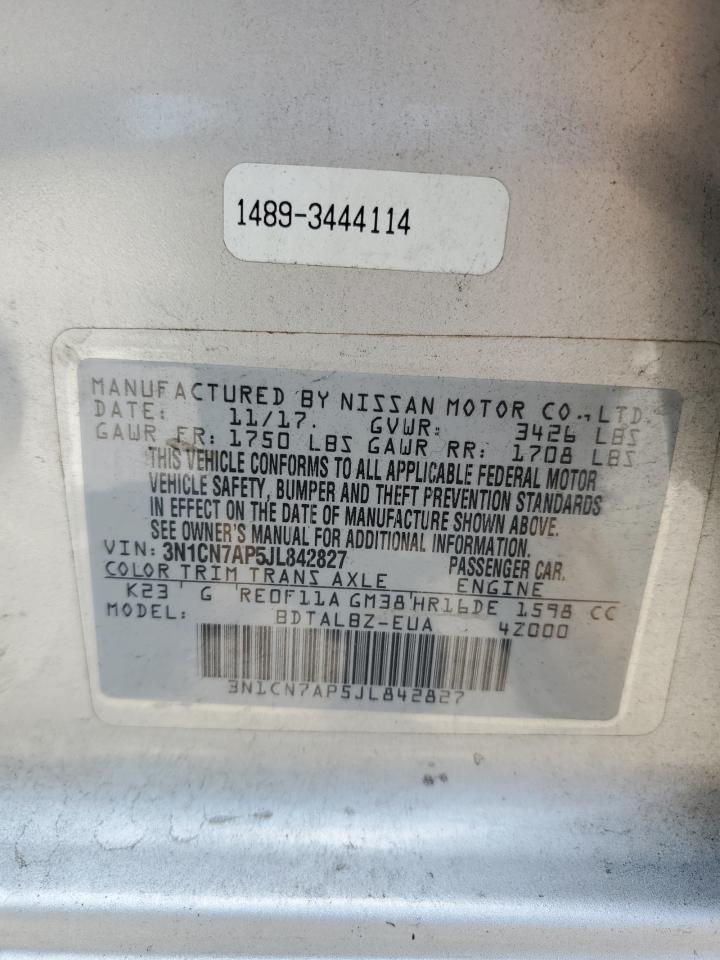 1489-3444114
MANUFACTURED BY NISSAN MOTOR CO., LTD.
DATE: 11/17. GVWR: 3426 LBS
GAWR FR: 1750 LBS GAWR RR: 1708 LBS
THIS VEHICLE CONFORMS TO ALL APPLICABLE FEDERAL MOTOR
VEHICLE SAFETY, BUMPER AND THEFT PREVENTION STANDARDS
IN EFFECT ON THE DATE OF MANUFACTURE SHOWN ABOVE.
SEE OWNER'S MANUAL FOR ADDITIONAL INFORMATION.
VIN: 3N1CN7AP5JL842827 PASSENGER CAR.
COLOR TRIM TRANS AXLE ENGINE
K23 G RE0F11A GM38 HR16DE 1598 CC
MODEL: BDTALBZ-EUA 4Z000
3N1CN7AP5JL842827